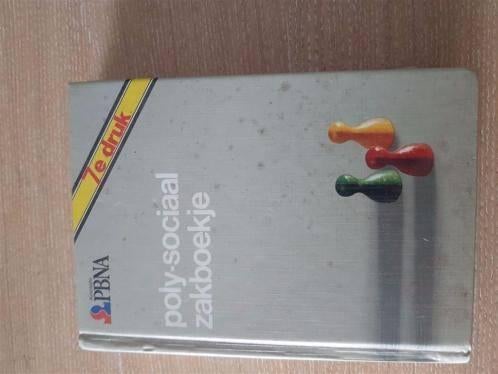 7e druk
PBNA
poly-sociaal
zakboekje